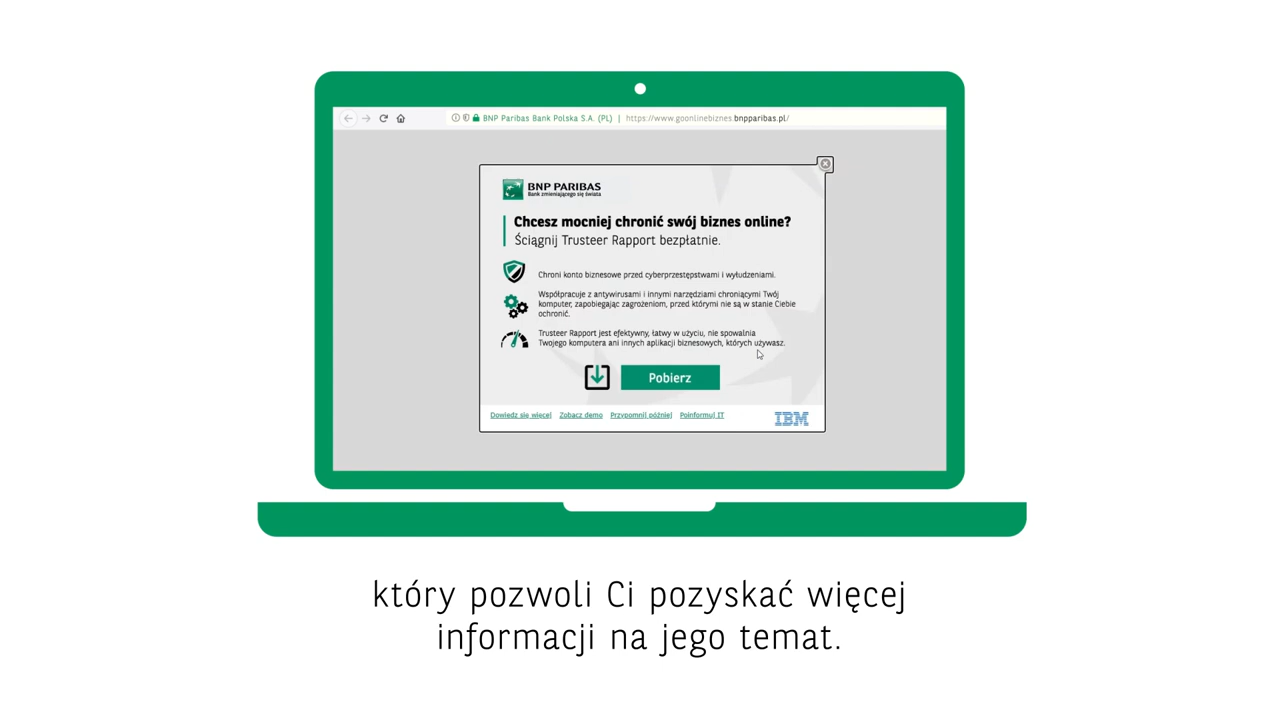 BNP Paribas Bank Polska S.A. (PL) | https://www.goonlinebiznes.bnpparibas.pl/
BNP PARIBAS
Bank zmieniającego się świata
Chcesz mocniej chronić swój biznes online?
Ściągnij Trusteer Rapport bezpłatnie.
Chroni konto biznesowe przed cyberprzestępstwami i wyłudzeniami.
Współpracuje z antywirusami i innymi narzędziami chroniącymi Twój
komputer, zapobiegając zagrożeniom, przed którymi nie są w stanie Ciebie
ochronić.
Trusteer Rapport jest efektywny, łatwy w użyciu, nie spowalnia
Twojego komputera ani innych aplikacji biznesowych, których używasz.
Pobierz
Dowiedz się więcej Zobacz demo Przypomnij później Poinformuj IT
IBM
który pozwoli Ci pozyskać więcej
informacji na jego temat.